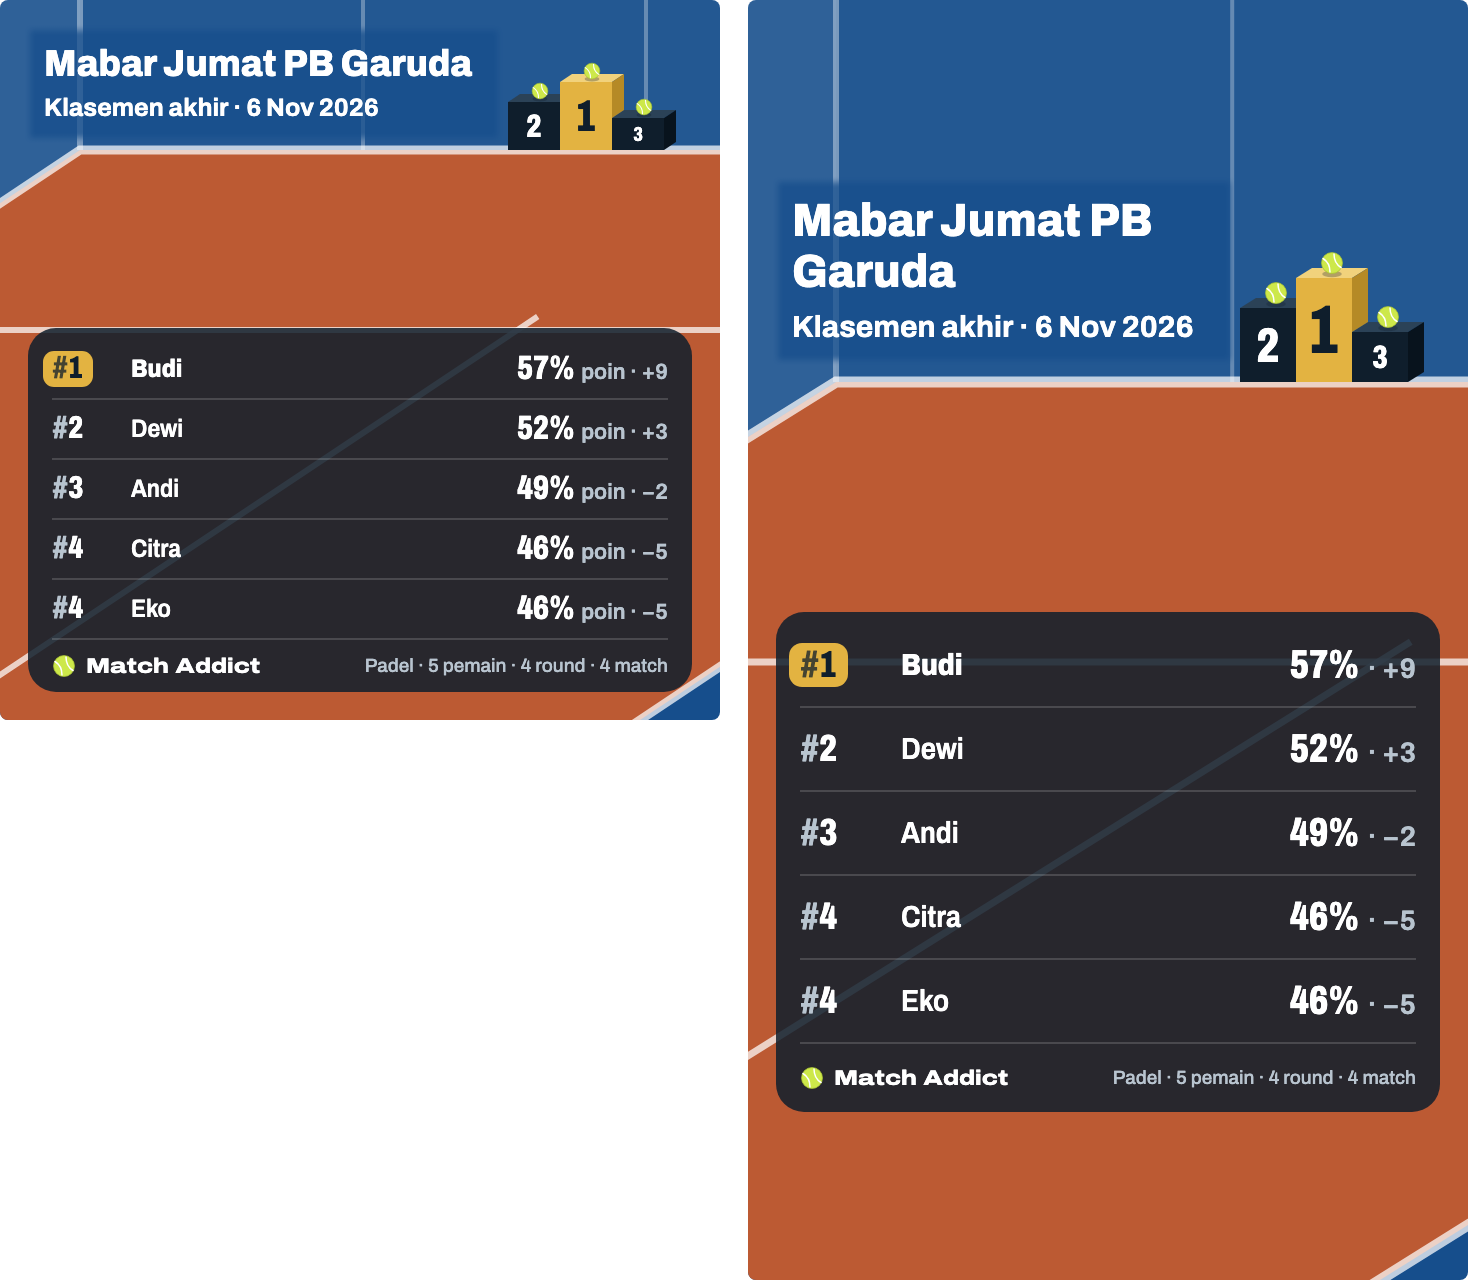 Mabar Jumat PB Garuda
Klasemen akhir · 6 Nov 2026
2 1 3
#1 Budi 57% poin · +9
#2 Dewi 52% poin · +3
#3 Andi 49% poin · −2
#4 Citra 46% poin · −5
#4 Eko 46% poin · −5
Match Addict Padel · 5 pemain · 4 round · 4 match
Mabar Jumat PB
Garuda
Klasemen akhir · 6 Nov 2026
2 1 3
#1 Budi 57% · +9
#2 Dewi 52% · +3
#3 Andi 49% · −2
#4 Citra 46% · −5
#4 Eko 46% · −5
Match Addict Padel · 5 pemain · 4 round · 4 match